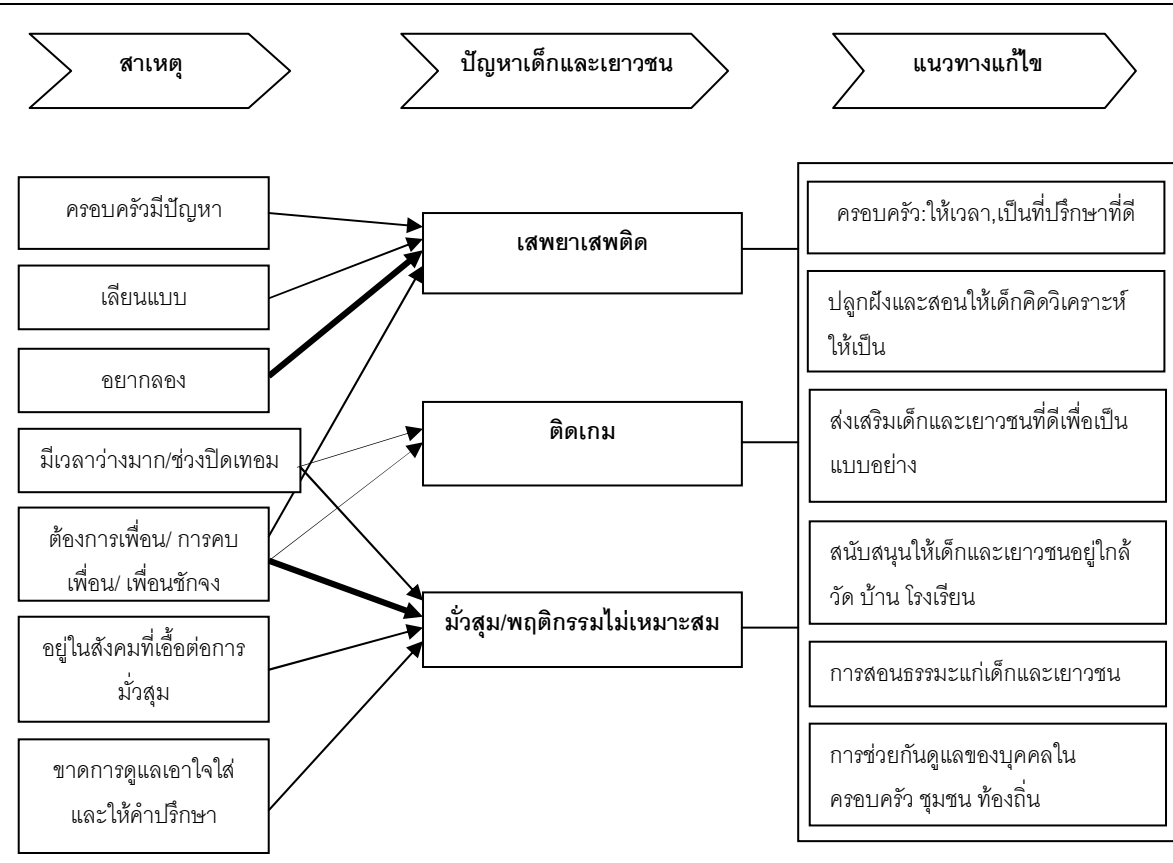 สาเหตุ
ปัญหาเด็กและเยาวชน
แนวทางแก้ไข
ครอบครัวมีปัญหา
เลียนแบบ
อยากลอง
มีเวลาว่างมาก/ช่วงปิดเทอม
ต้องการเพื่อน/ การคบ
เพื่อน/ เพื่อนชักจง
อยู่ในสังคมที่เอื้อต่อการ
มั่วสุม
ขาดการดูแลเอาใจใส่
และให้คำปรึกษา
เสพยาเสพติด
ติดเกม
มั่วสุม/พฤติกรรมไม่เหมาะสม
ครอบครัว:ให้เวลา,เป็นที่ปรึกษาที่ดี
ปลูกฝังและสอนให้เด็กคิดวิเคราะห์
ให้เป็น
ส่งเสริมเด็กและเยาวชนที่ดีเพื่อเป็น
แบบอย่าง
สนับสนุนให้เด็กและเยาวชนอยู่ใกล้
วัด บ้าน โรงเรียน
การสอนธรรมะแก่เด็กและเยาวชน
การช่วยกันดูแลของบุคคลใน
ครอบครัว ชุมชน ท้องถิ่น